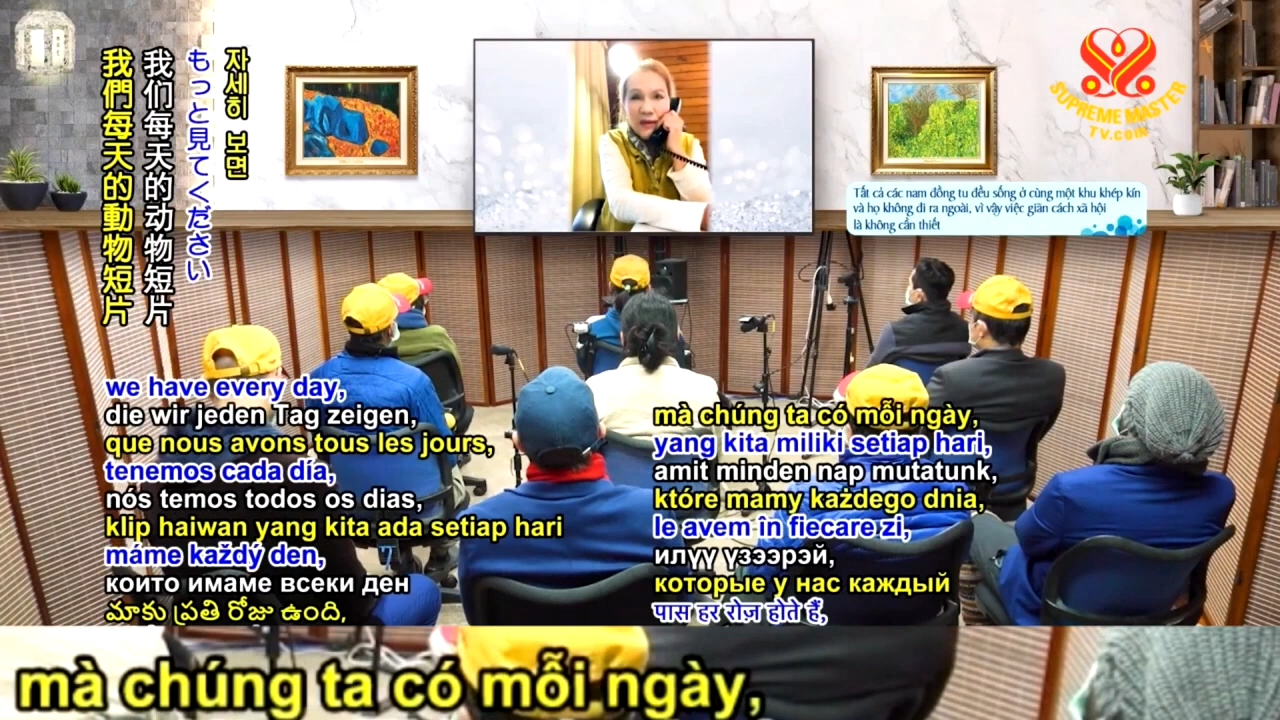 자세히 보면
もっと見てください
我们每天的动物短片
我們每天的動物短片
SUPREME MASTER
TV.COM
Tất cả các nam đồng tu đều sống ở cùng một khu khép kín
và họ không đi ra ngoài, vì vậy việc giãn cách xã hội
là không cần thiết
we have every day,
die wir jeden Tag zeigen,
que nous avons tous les jours,
tenemos cada día,
nós temos todos os dias,
klip haiwan yang kita ada setiap hari
máme každý den,
които имаме всеки ден
మాకు ప్రతి రోజు ఉంది,
mà chúng ta có mỗi ngày,
yang kita miliki setiap hari,
amit minden nap mutatunk,
które mamy każdego dnia,
le avem în fiecare zi,
илүү үзээрэй,
которые у нас каждый
पास हर रोज़ होते हैं,
mà chúng ta có mỗi ngày,